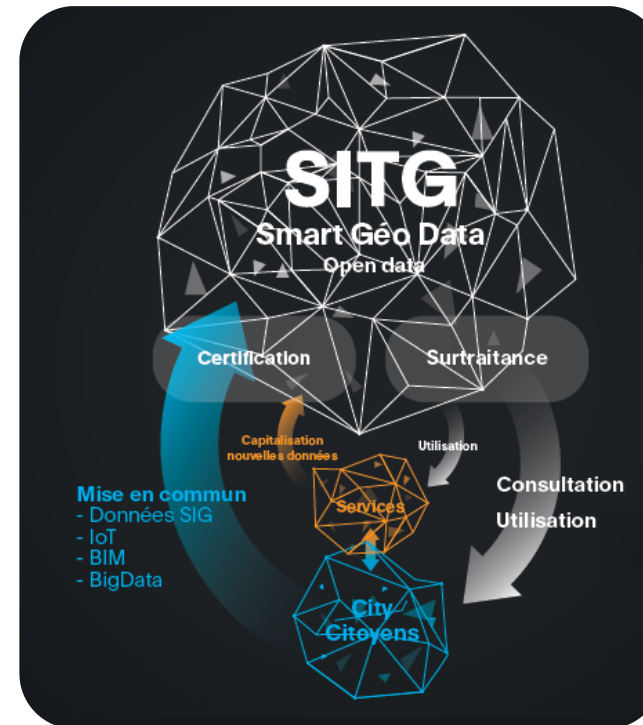 SITG
Smart Géo Data
Open data
Certification
Surtraitance
Capitalisation
nouvelles données
Utilisation
Services
Mise en commun
- Données SIG
- IoT
- BIM
- BigData
Consultation
Utilisation
City
Citoyens